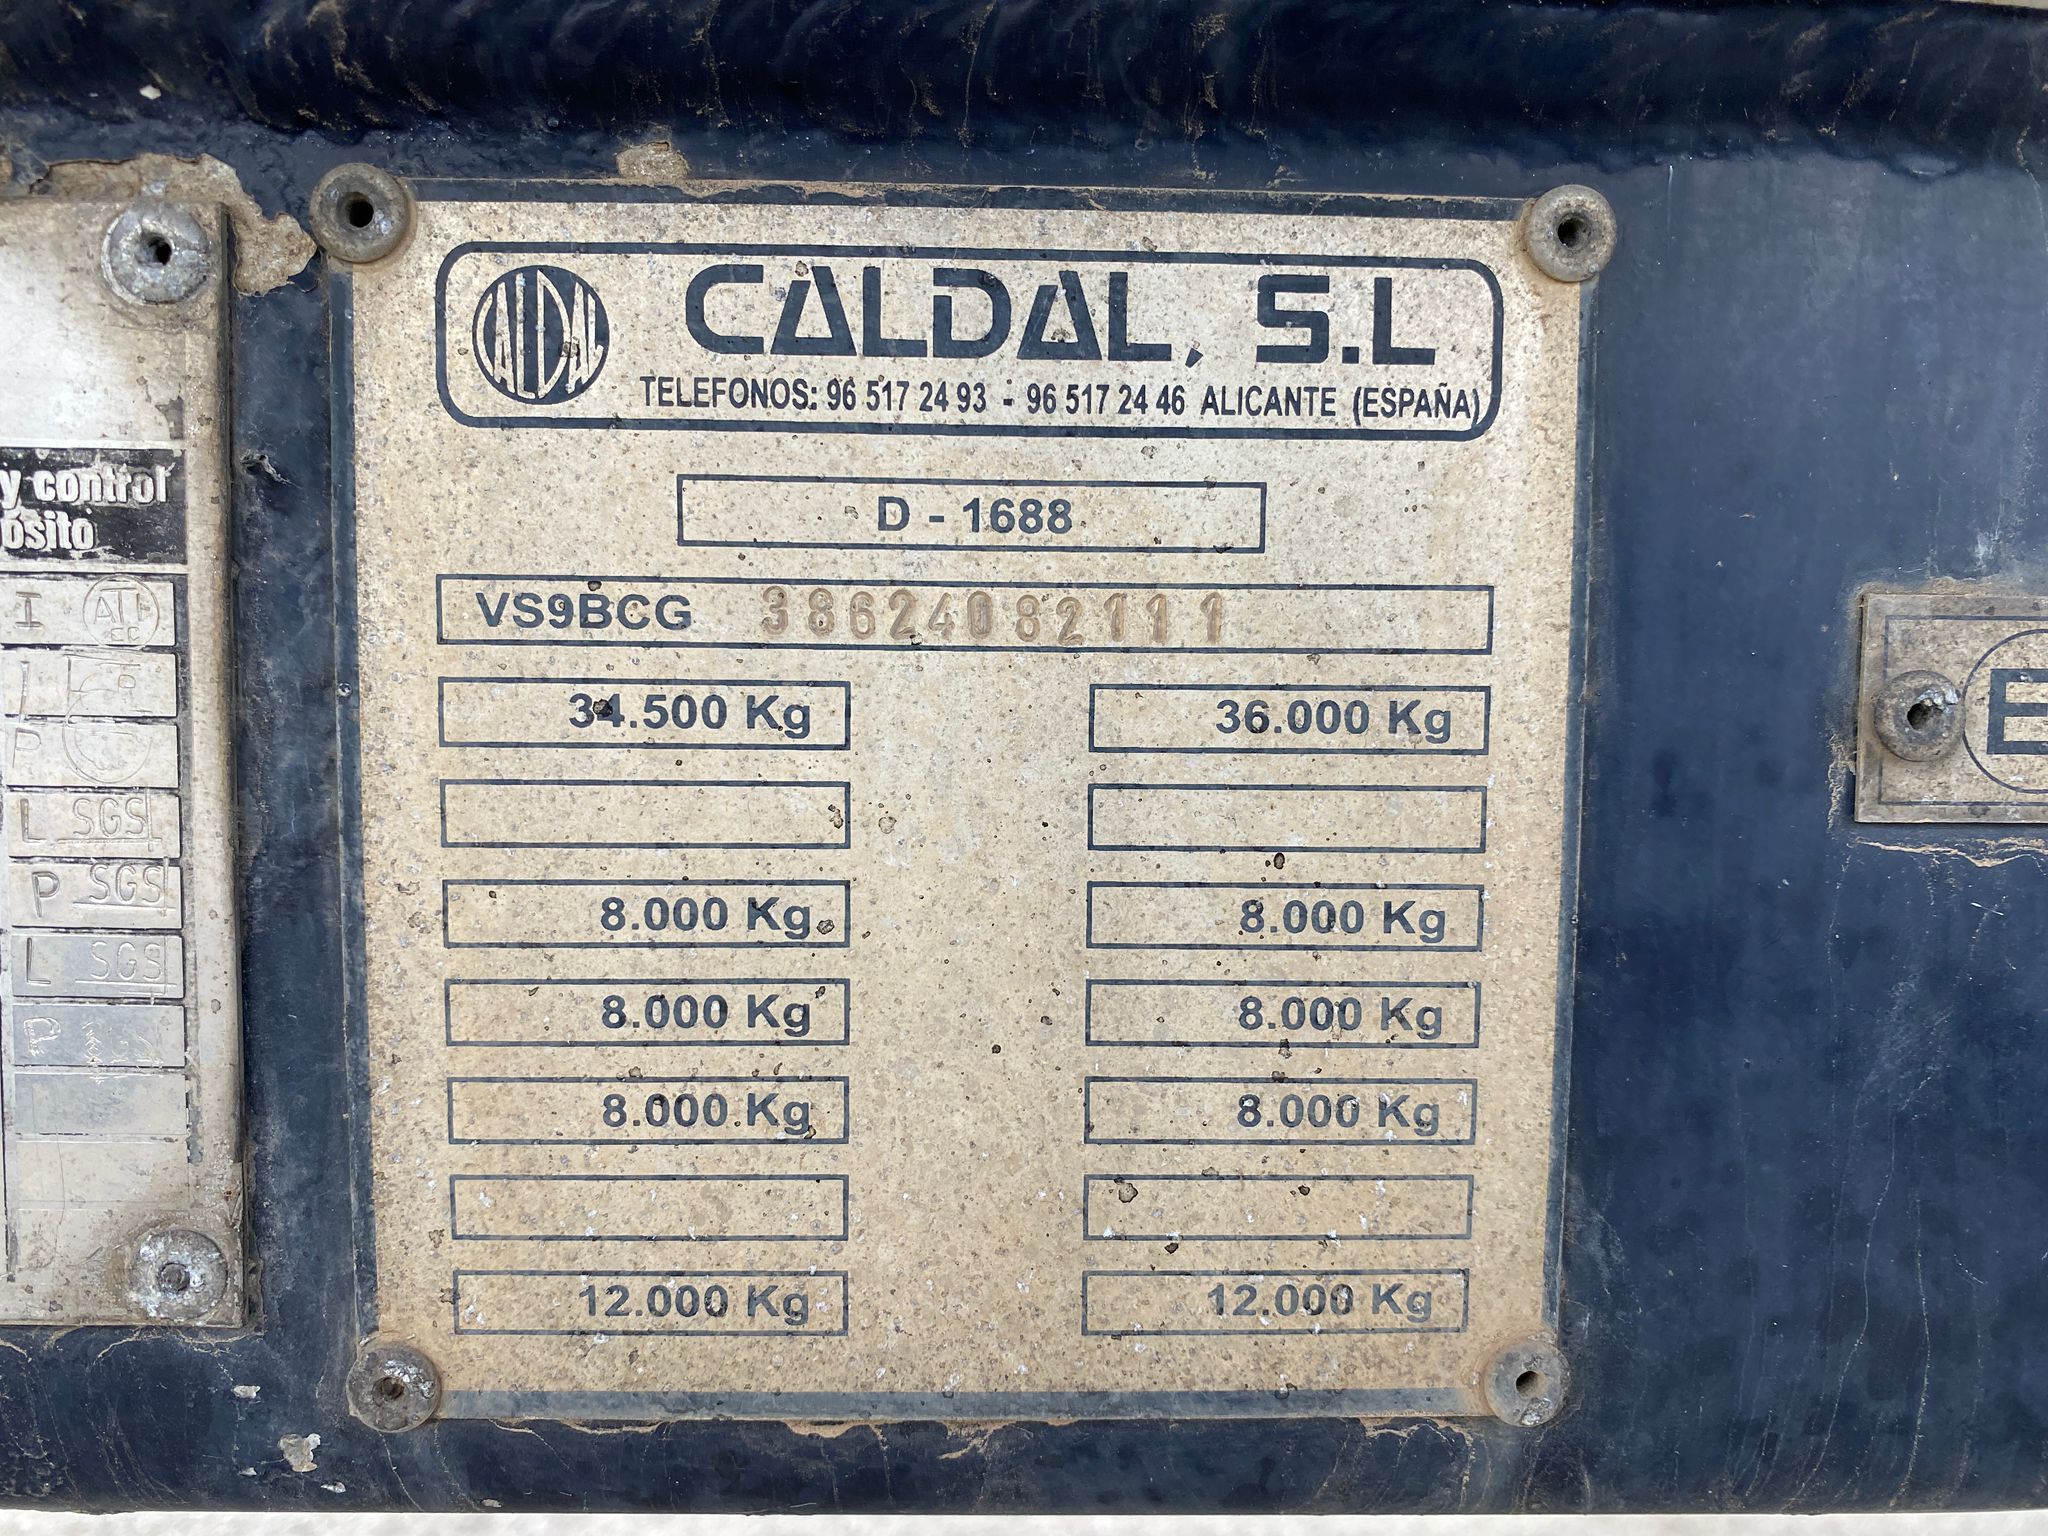 CALDAL
CALDAL, S.L
TELEFONOS: 96 517 24 93 - 96 517 24 46 ALICANTE (ESPAÑA)
D - 1688
VS9BCG 38624082111
34.500 Kg 36.000 Kg
8.000 Kg 8.000 Kg
8.000 Kg 8.000 Kg
8.000 Kg 8.000 Kg
12.000 Kg 12.000 Kg
y control
ósito
I
L
P
L SGS
P SGS
L SGS
P
E